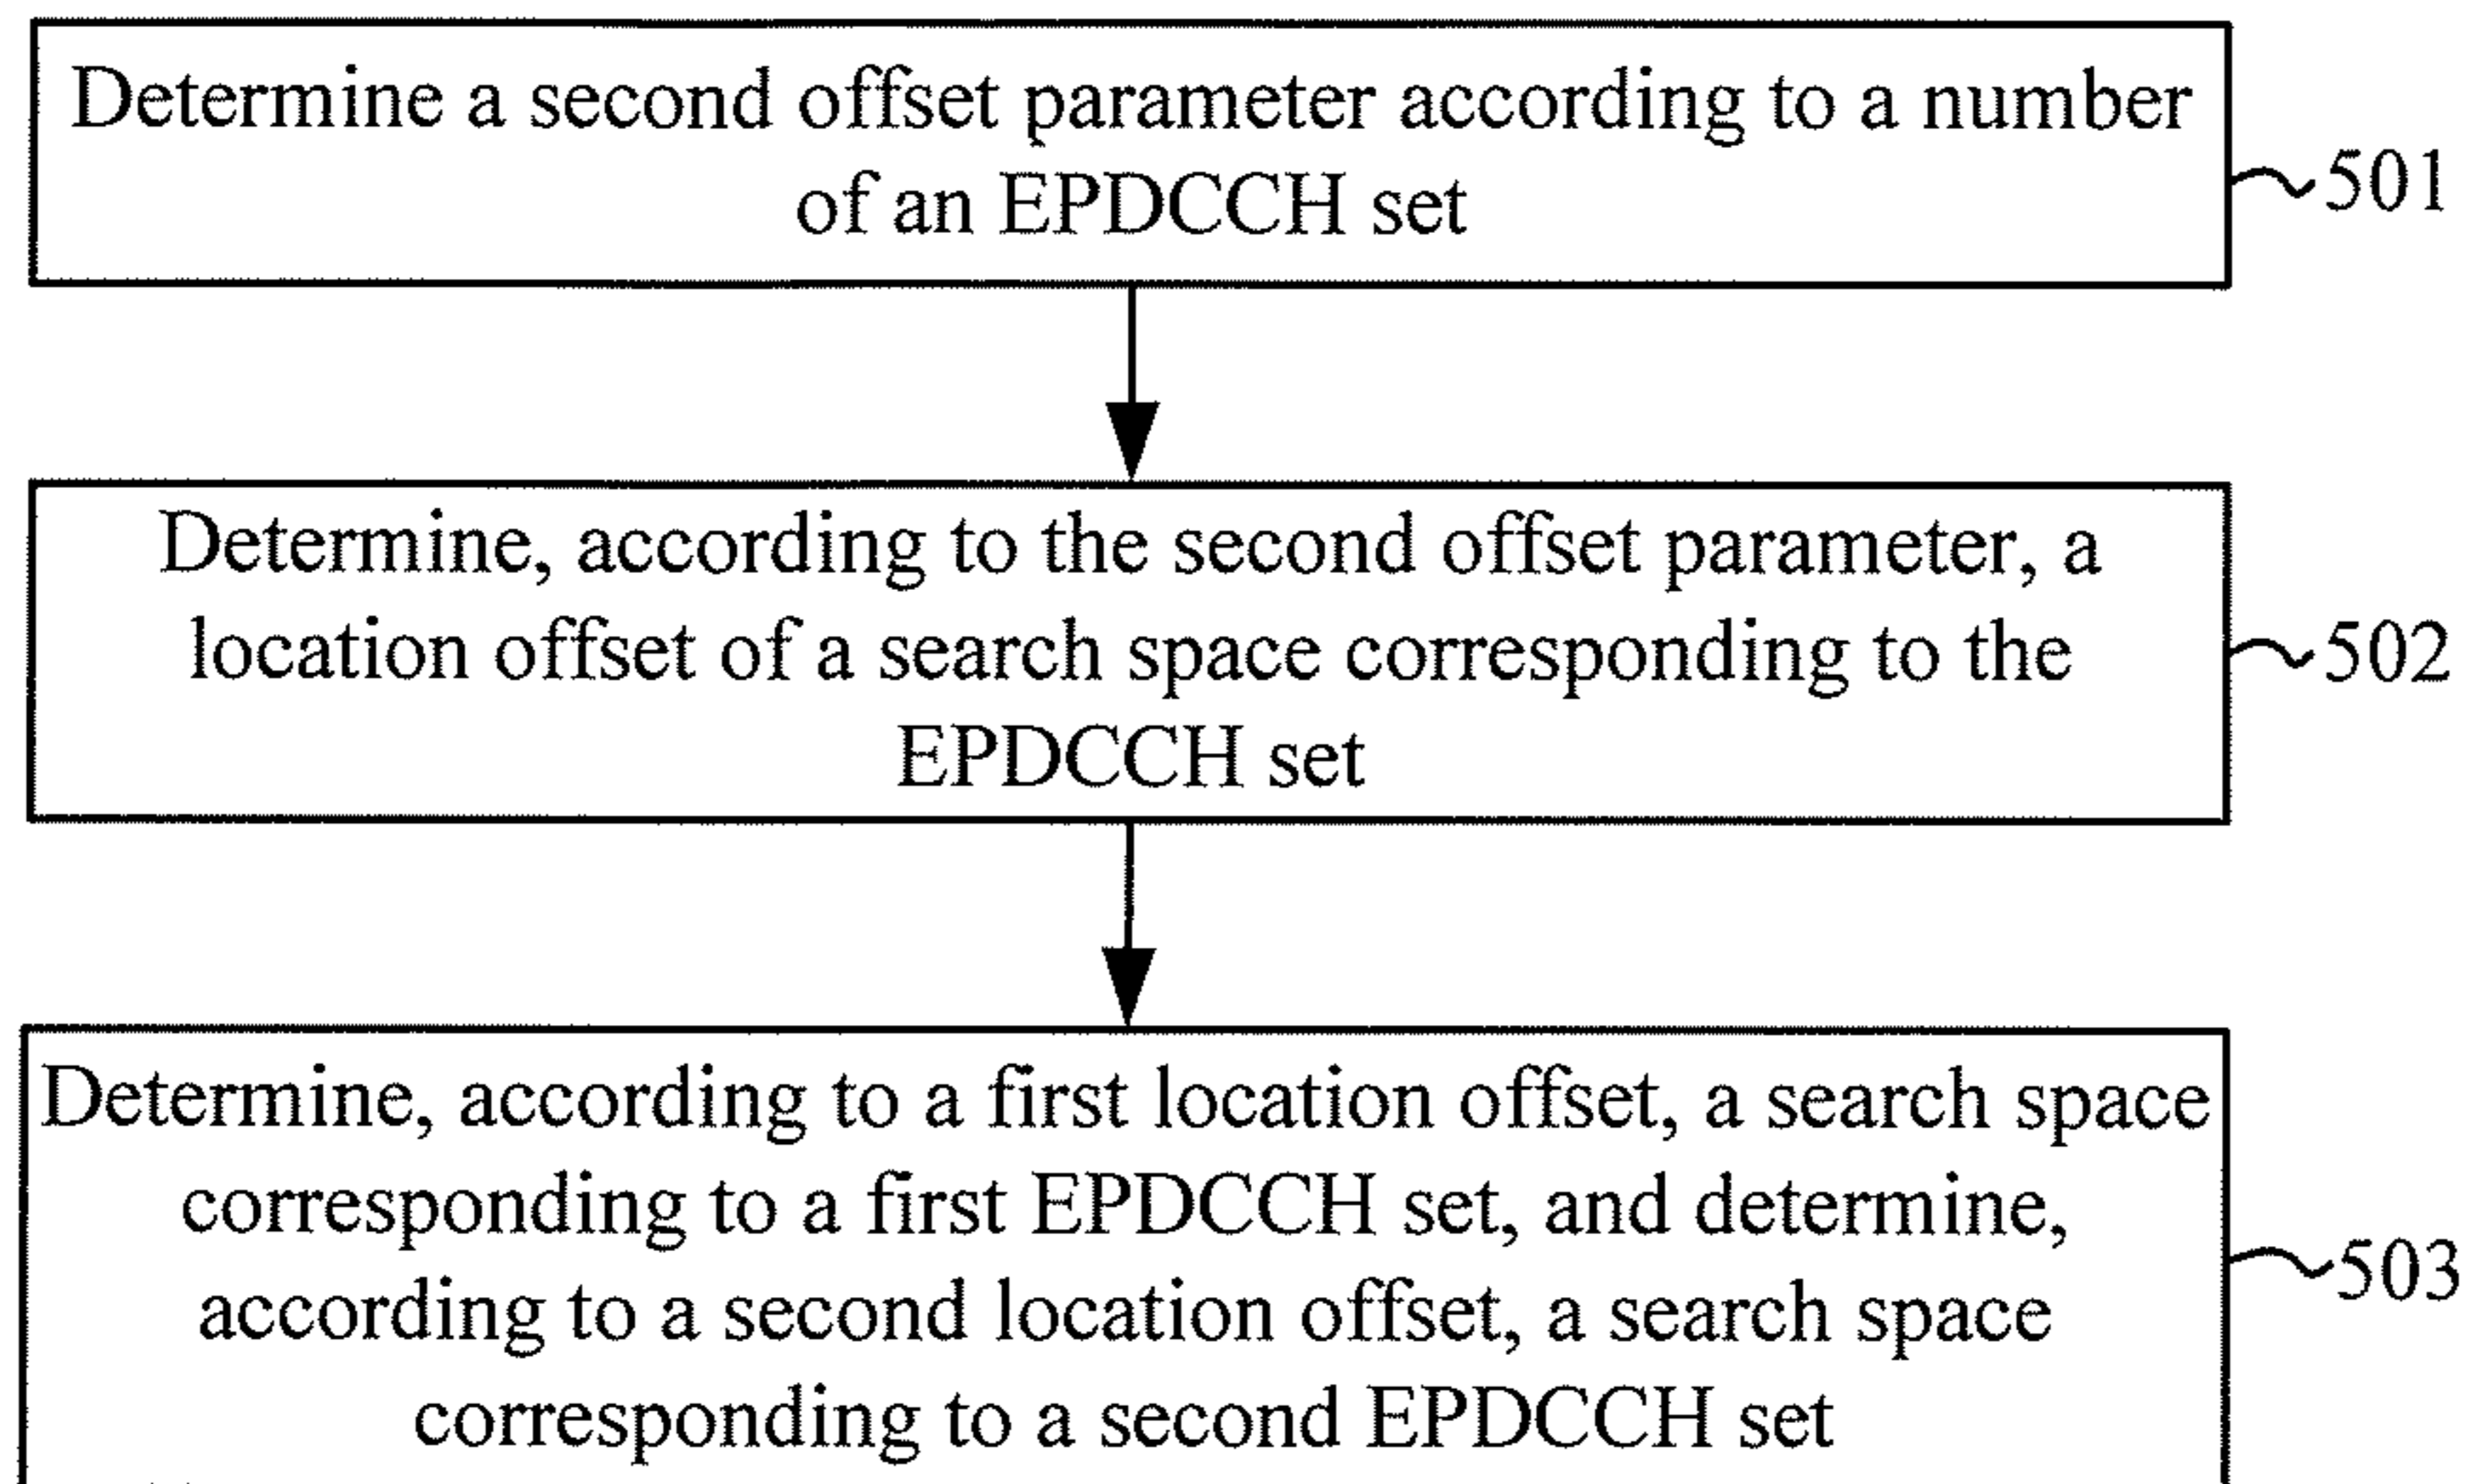 Determine a second offset parameter according to a number
of an EPDCCH set
501
Determine, according to the second offset parameter, a
location offset of a search space corresponding to the
EPDCCH set
502
Determine, according to a first location offset, a search space
corresponding to a first EPDCCH set, and determine,
according to a second location offset, a search space
corresponding to a second EPDCCH set
503